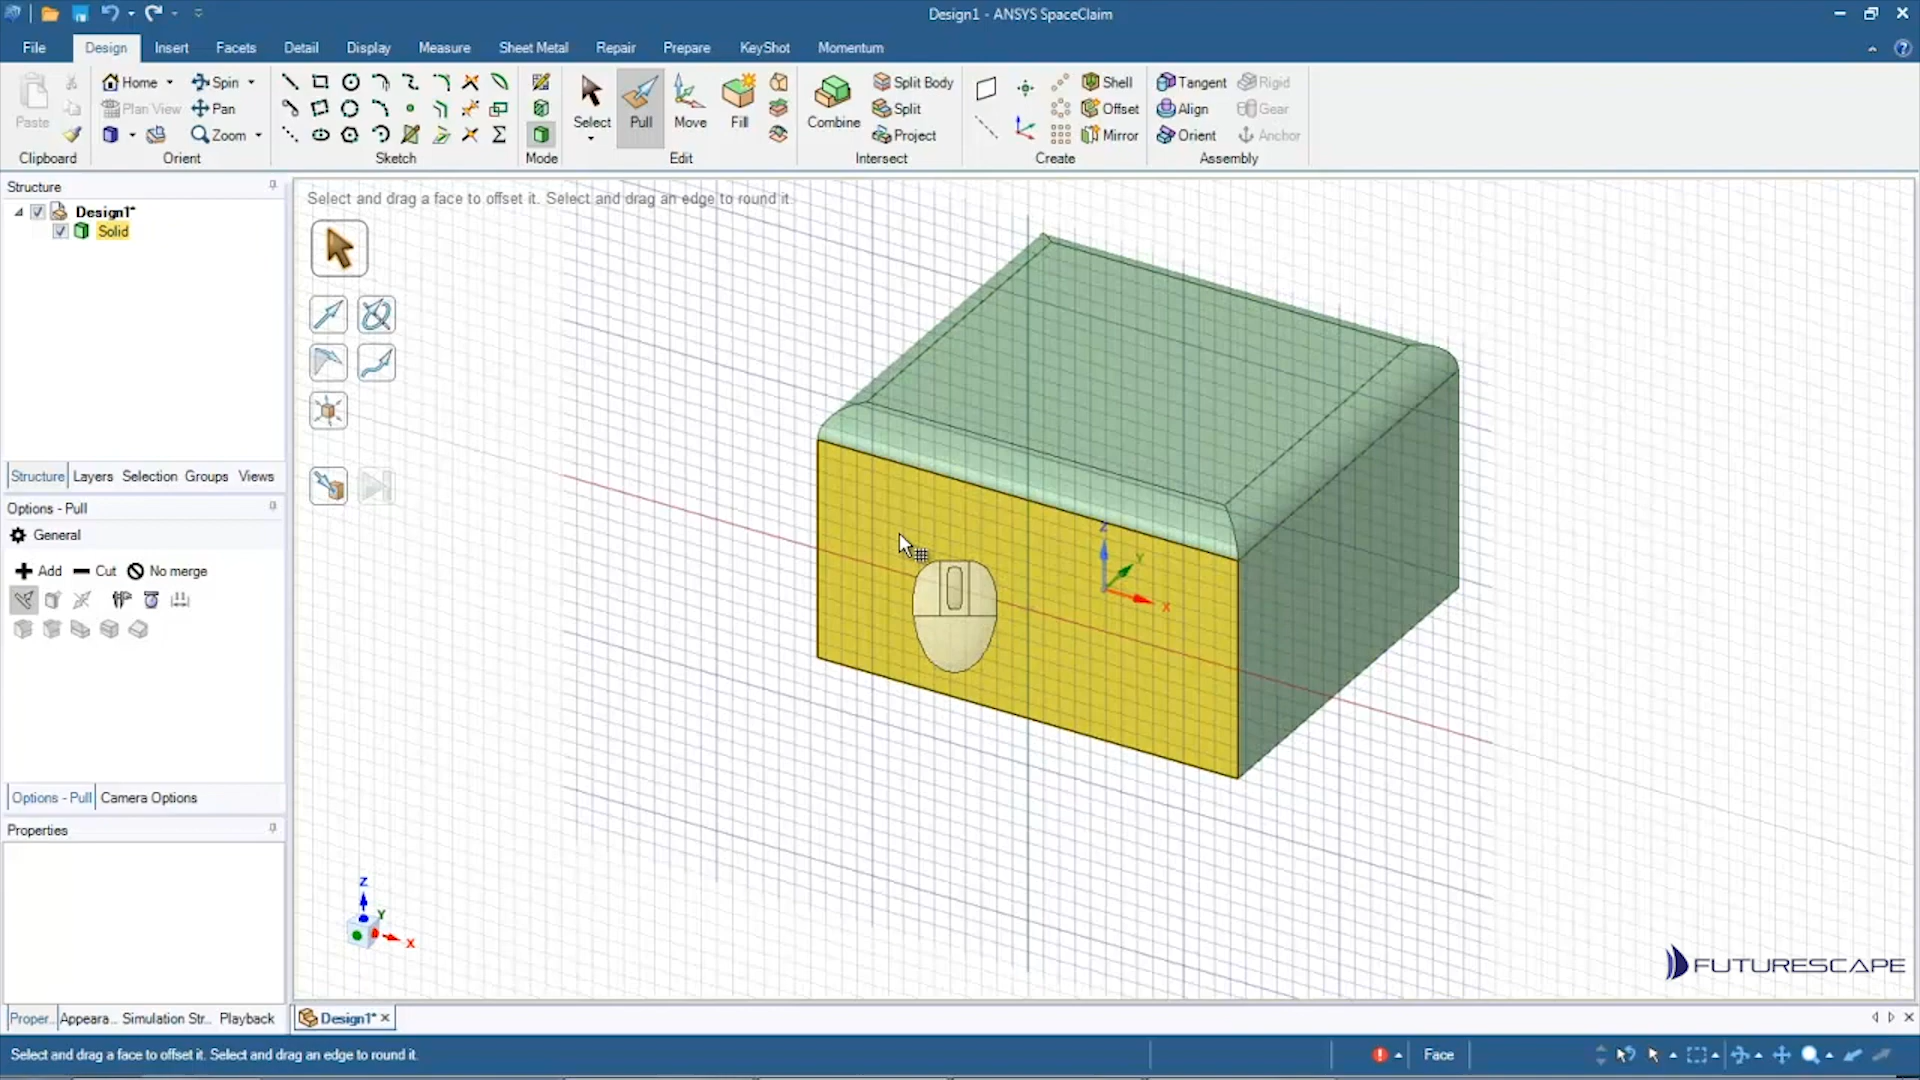 Design1 - ANSYS SpaceClaim
File Design Insert Facets Detail Display Measure Sheet Metal Repair Prepare KeyShot Momentum
Paste
Home Spin
Plan View Pan
Zoom
Select Pull Move Fill
Combine
Split Body
Split
Project
Shell
Offset
Mirror
Tangent Rigid
Align Gear
Orient Anchor
Clipboard Orient Sketch Mode Edit Intersect Create Assembly
Structure
Design1*
Solid
Structure Layers Selection Groups Views
Options - Pull
General
Add Cut No merge
Options - Pull Camera Options
Properties
Proper... Appeara... Simulation Str... Playback
Select and drag a face to offset it. Select and drag an edge to round it.
Z
Y
X
Z
Y
X
FUTURESCAPE
Design1*
Select and drag a face to offset it. Select and drag an edge to round it.
Face